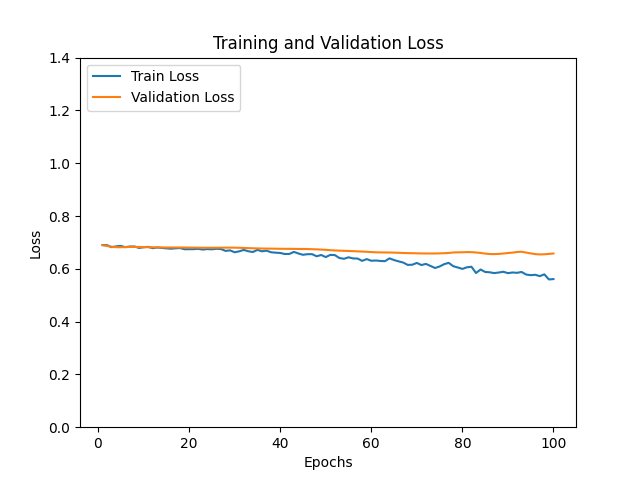 Training and Validation Loss
1.4
1.2
1.0
0.8
0.6
0.4
0.2
0.0
Loss
Train Loss
Validation Loss
0 20 40 60 80 100
Epochs